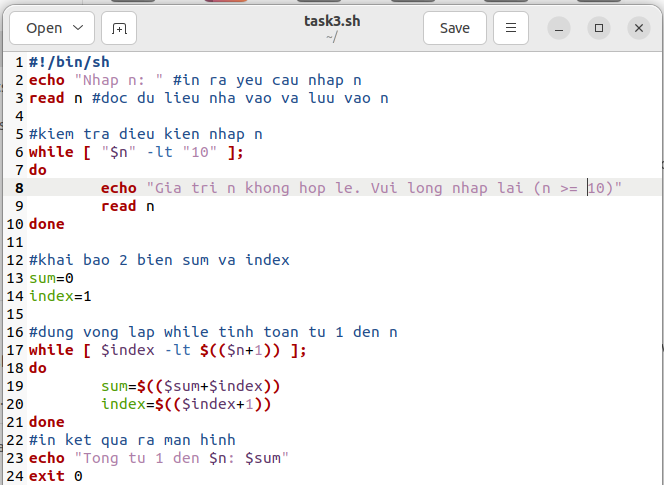 Open
task3.sh
~/
Save
1 #!/bin/sh
2 echo "Nhap n: " #in ra yeu cau nhap n
3 read n #doc du lieu nha vao va luu vao n
4
5 #kiem tra dieu kien nhap n
6 while [ "$n" -lt "10" ];
7 do
8 echo "Gia tri n khong hop le. Vui long nhap lai (n >= 10)"
9 read n
10 done
11
12 #khai bao 2 bien sum va index
13 sum=0
14 index=1
15
16 #dung vong lap while tinh toan tu 1 den n
17 while [ $index -lt $(($n+1)) ];
18 do
19 sum=$(($sum+$index))
20 index=$(($index+1))
21 done
22 #in ket qua ra man hinh
23 echo "Tong tu 1 den $n: $sum"
24 exit 0